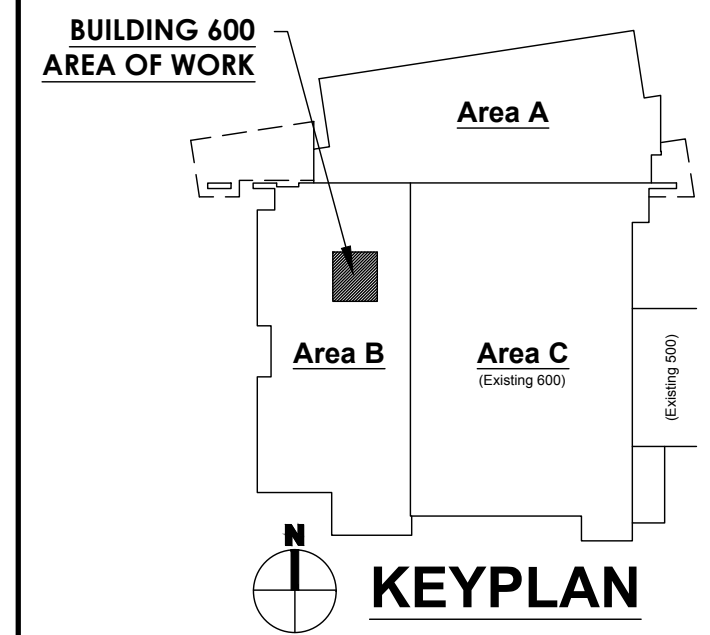 BUILDING 600
AREA OF WORK
Area A
Area B
Area C
(Existing 600)
(Existing 500)
N
KEYPLAN